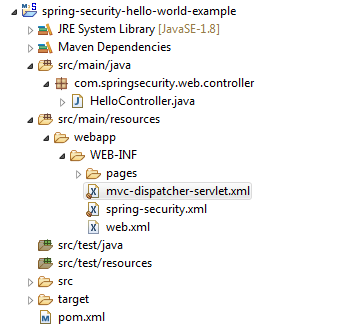 spring-security-hello-world-example
JRE System Library [JavaSE-1.8]
Maven Dependencies
src/main/java
com.springsecurity.web.controller
HelloController.java
src/main/resources
webapp
WEB-INF
pages
mvc-dispatcher-servlet.xml
spring-security.xml
web.xml
src/test/java
src/test/resources
src
target
pom.xml